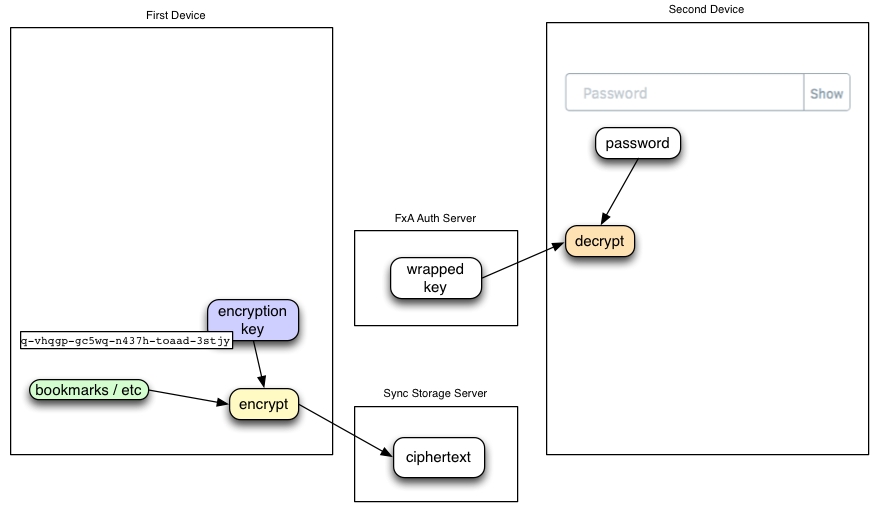 First Device
Second Device
Password
Show
password
FxA Auth Server
decrypt
wrapped
key
encryption
key
q-vhqgp-gc5wq-n437h-toaad-3stjy
bookmarks / etc
encrypt
Sync Storage Server
ciphertext